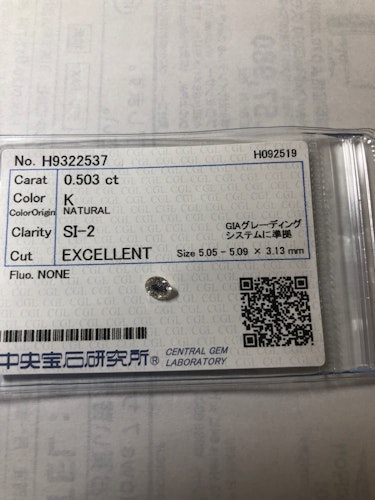 No. H9322537
H092519
Carat 0.503 ct
Color K
ColorOrigin NATURAL
Clarity SI-2
GIAグレーディング
システムに準拠
Cut EXCELLENT
Size 5.05 – 5.09 × 3.13 mm
Fluo. NONE
中央宝石研究所®
CENTRAL GEM
LABORATORY